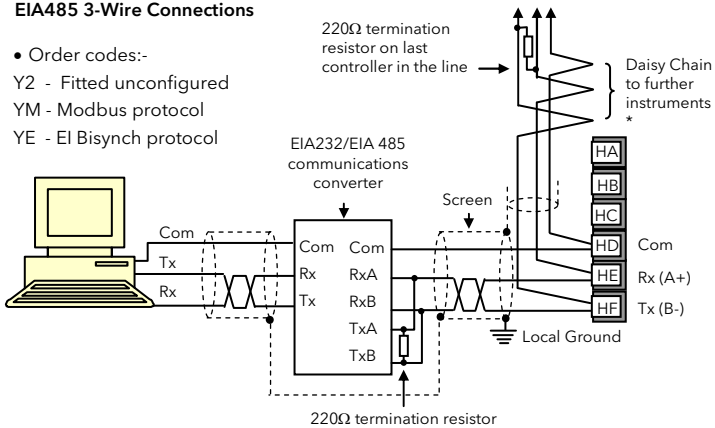 EIA485 3-Wire Connections
• Order codes:-
Y2 - Fitted unconfigured
YM - Modbus protocol
YE - EI Bisynch protocol
220Ω termination
resistor on last
controller in the line
Daisy Chain
to further
instruments
*
EIA232/EIA 485
communications
converter
Screen
HA
HB
HC
HD Com
HE Rx (A+)
HF Tx (B-)
Com
Tx
Rx
Com Com
Rx RxA
Tx RxB
TxA
TxB
Local Ground
220Ω termination resistor